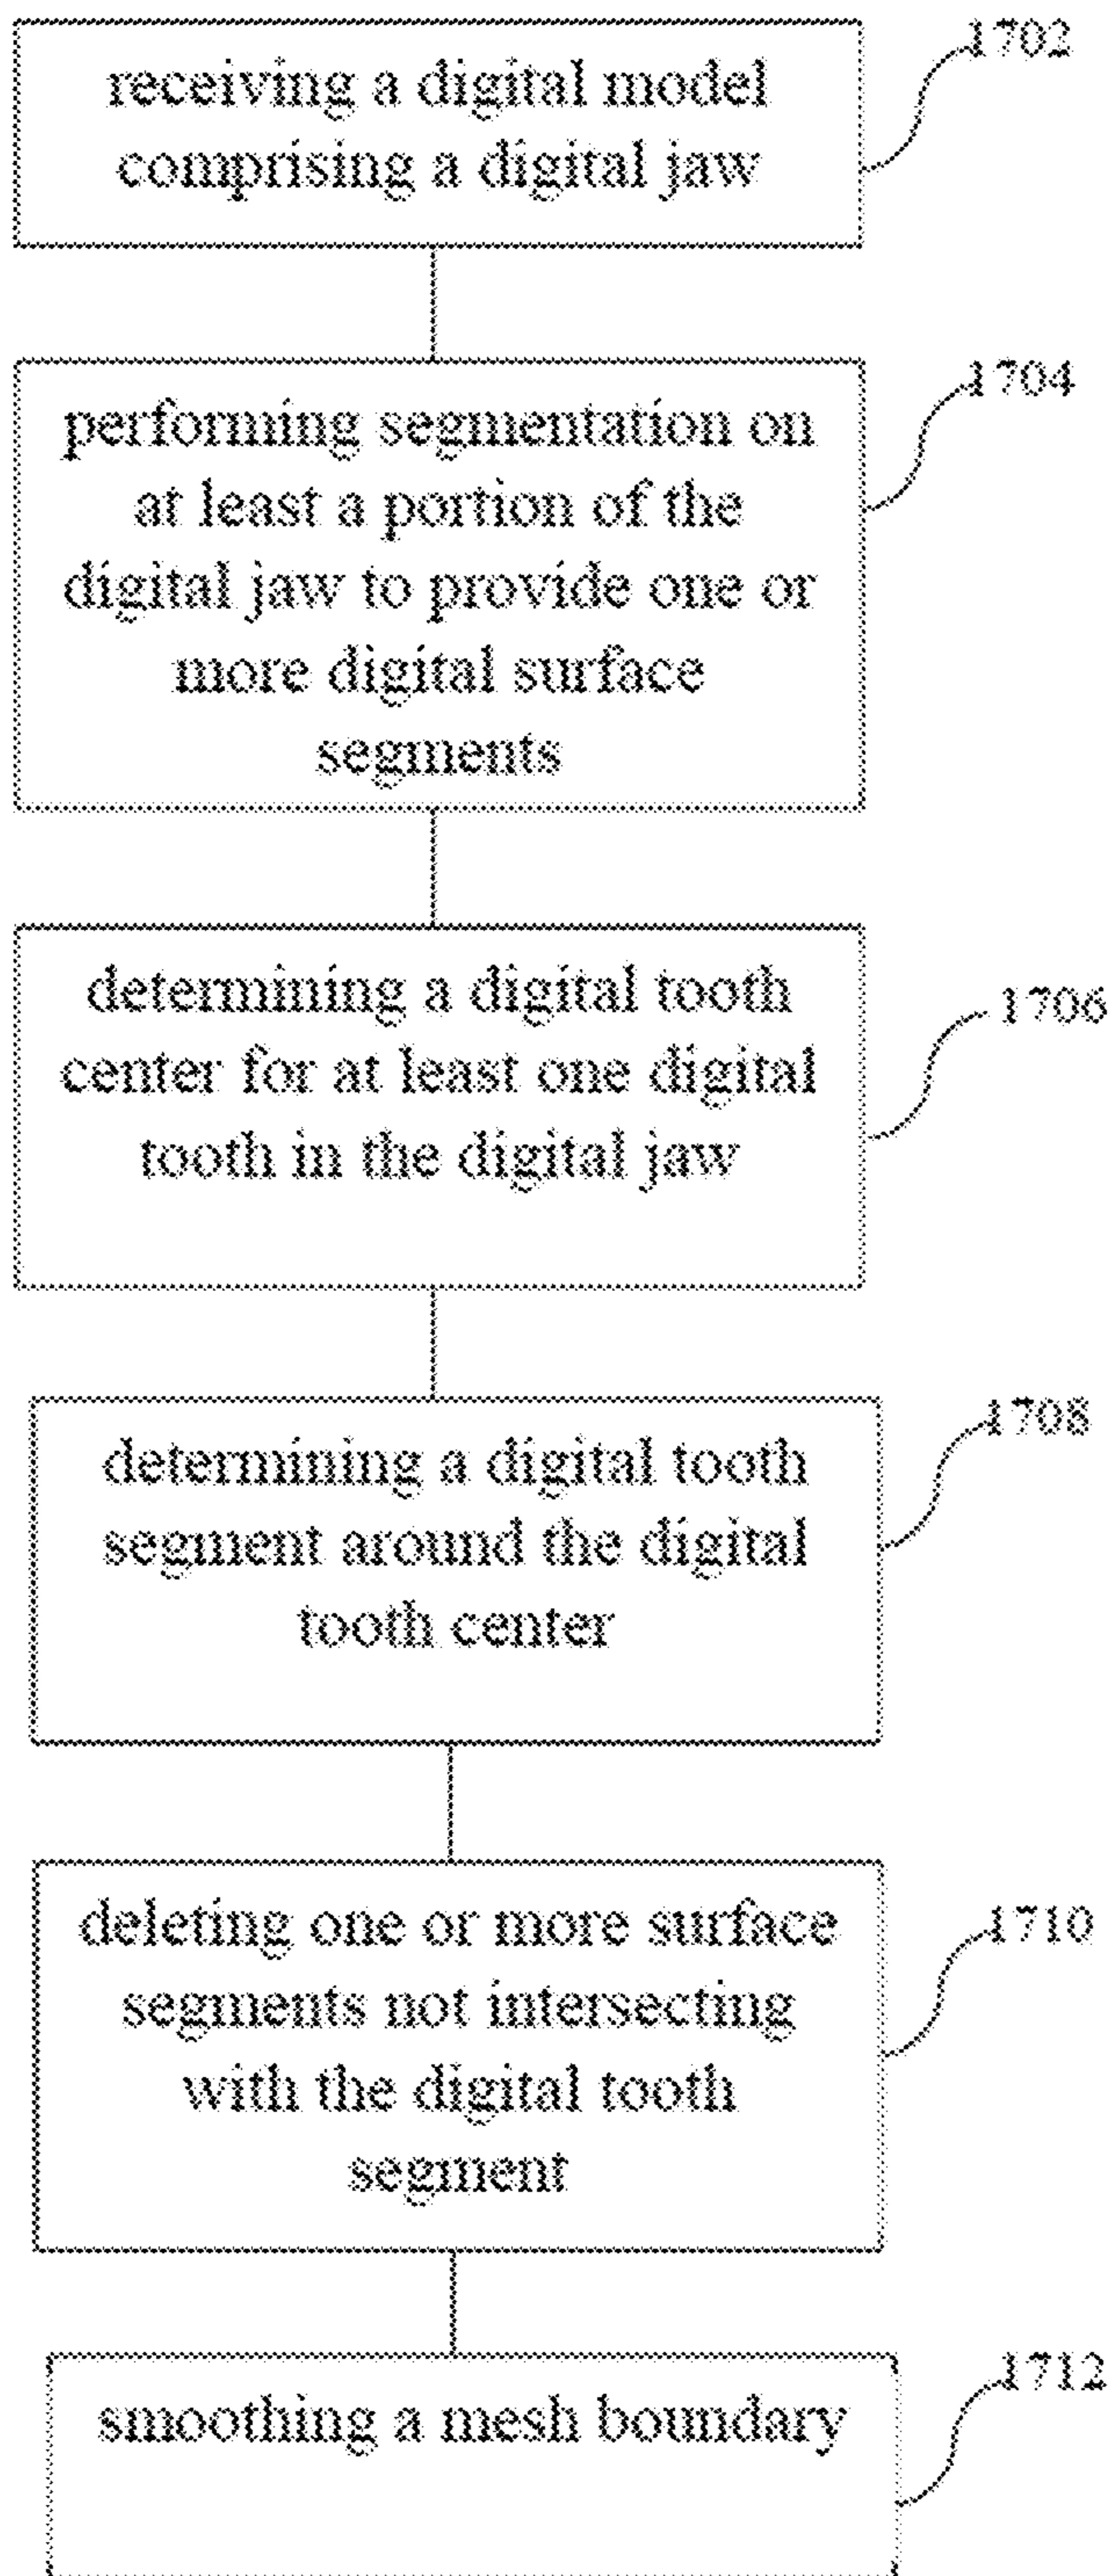 receiving a digital model
comprising a digital jaw
1702
performing segmentation on
at least a portion of the
digital jaw to provide one or
more digital surface
segments
1704
determining a digital tooth
center for at least one digital
tooth in the digital jaw
1706
determining a digital tooth
segment around the digital
tooth center
1708
deleting one or more surface
segments not intersecting
with the digital tooth
segment
1710
smoothing a mesh boundary
1712